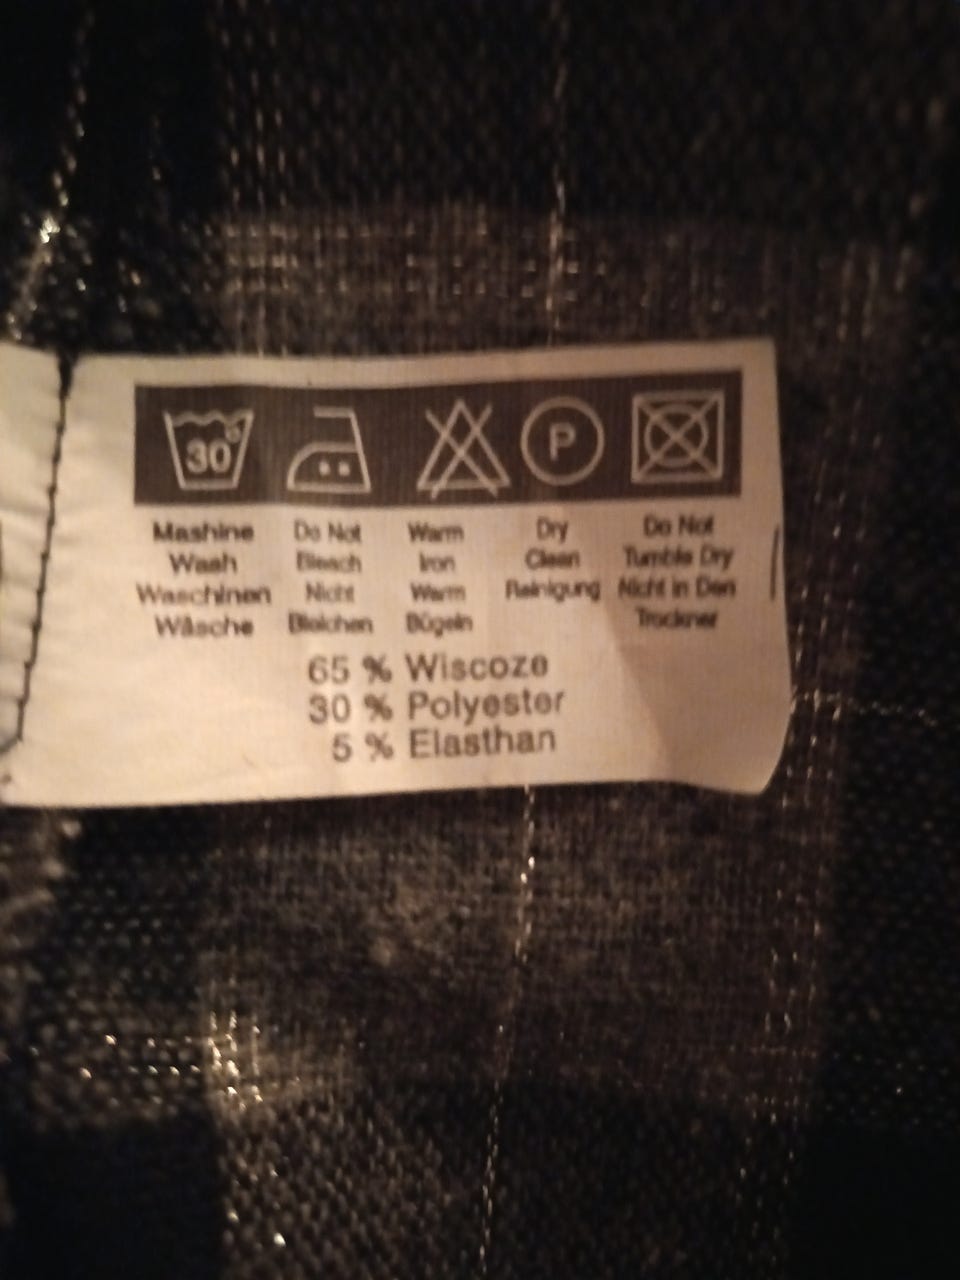 30
P
Mashine Wash Waschinen Wäsche
Do Not Bleach Nicht Bleichen
Warm Iron Warm Bügeln
Dry Clean Reinigung
Do Not Tumble Dry Nicht in Den Trockner
65 % Wiscoze
30 % Polyester
5 % Elasthan